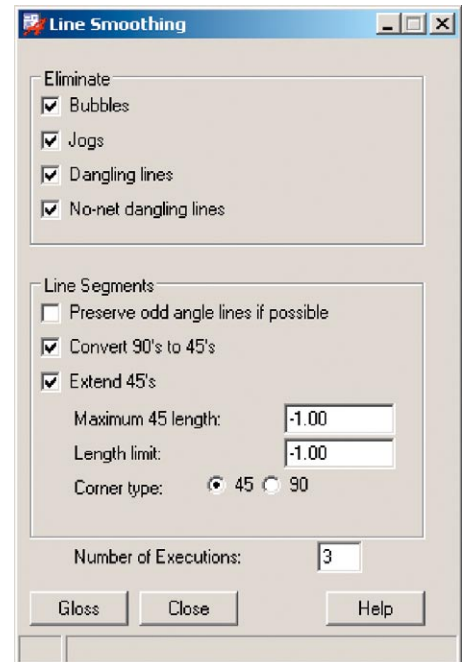 Line Smoothing
Eliminate
Bubbles
Jogs
Dangling lines
No-net dangling lines
Line Segments
Preserve odd angle lines if possible
Convert 90's to 45's
Extend 45's
Maximum 45 length: -1.00
Length limit: -1.00
Corner type: 45 90
Number of Executions: 3
Gloss Close Help